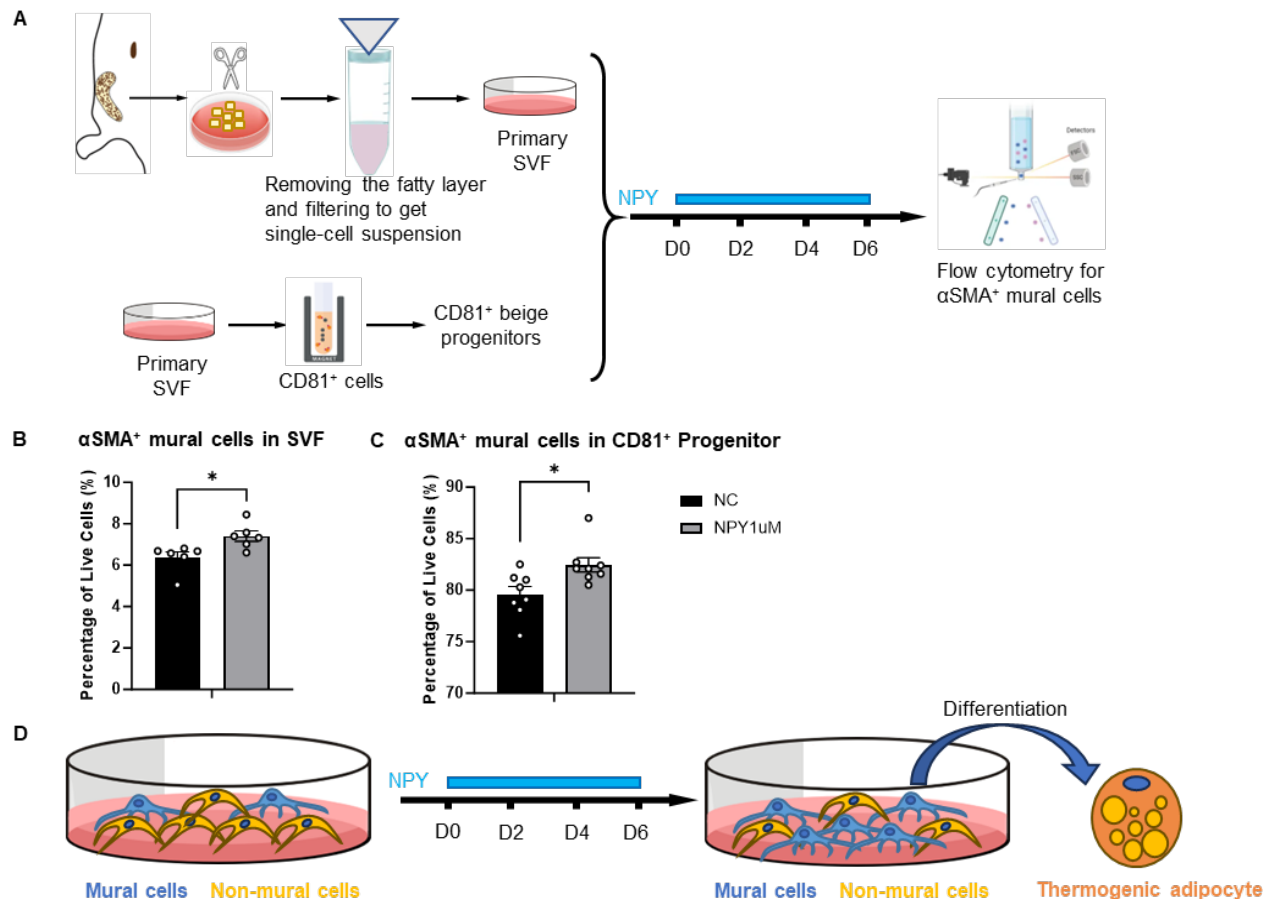 A
Removing the fatty layer
and filtering to get
single-cell suspension
Primary
SVF
Primary
SVF
MAGNET
CD81⁺ cells
CD81⁺ beige
progenitors
NPY
D0 D2 D4 D6
Detectors
Flow cytometry for
αSMA⁺ mural cells
B αSMA⁺ mural cells in SVF
Percentage of Live Cells (%)
10
8
6
4
2
0
*
C αSMA⁺ mural cells in CD81⁺ Progenitor
Percentage of Live Cells (%)
90
85
80
75
70
*
NC
NPY1uM
D
NPY
D0 D2 D4 D6
Differentiation
Mural cells Non-mural cells
Mural cells Non-mural cells
Thermogenic adipocyte